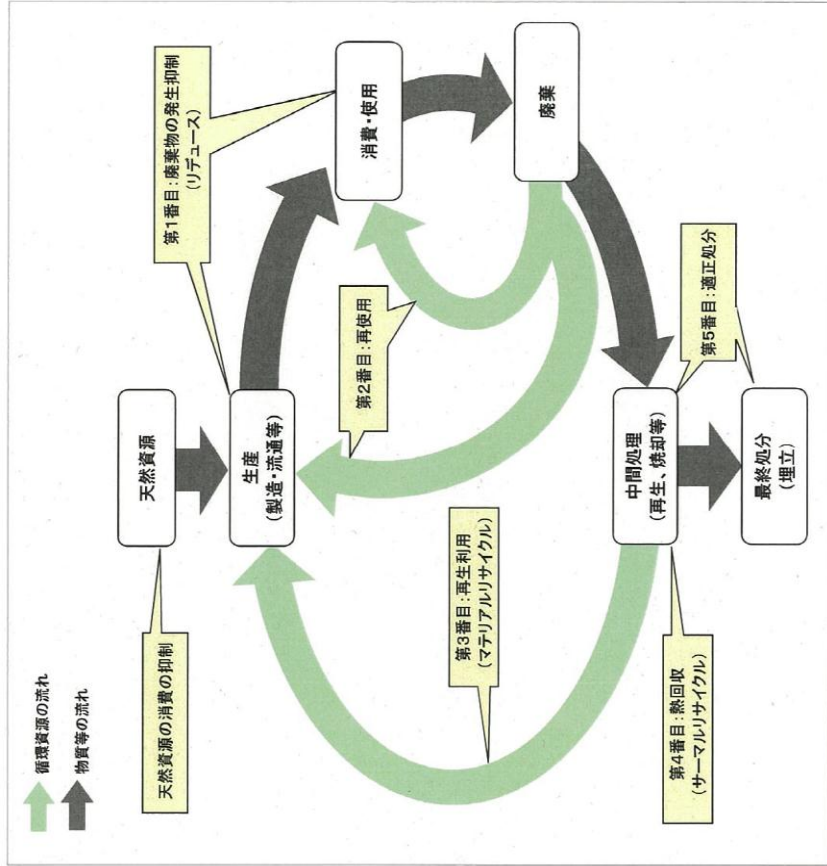 循環資源の流れ
物質等の流れ
天然資源の消費の抑制
天然資源
第1番目：廃棄物の発生抑制
(リデュース)
生産
(製造・流通等)
消費・使用
第2番目：再使用
第3番目：再生利用
(マテリアルリサイクル)
廃棄
第4番目：熱回収
(サーマルリサイクル)
中間処理
(再生、焼却等)
第5番目：適正処分
最終処分
(埋立)